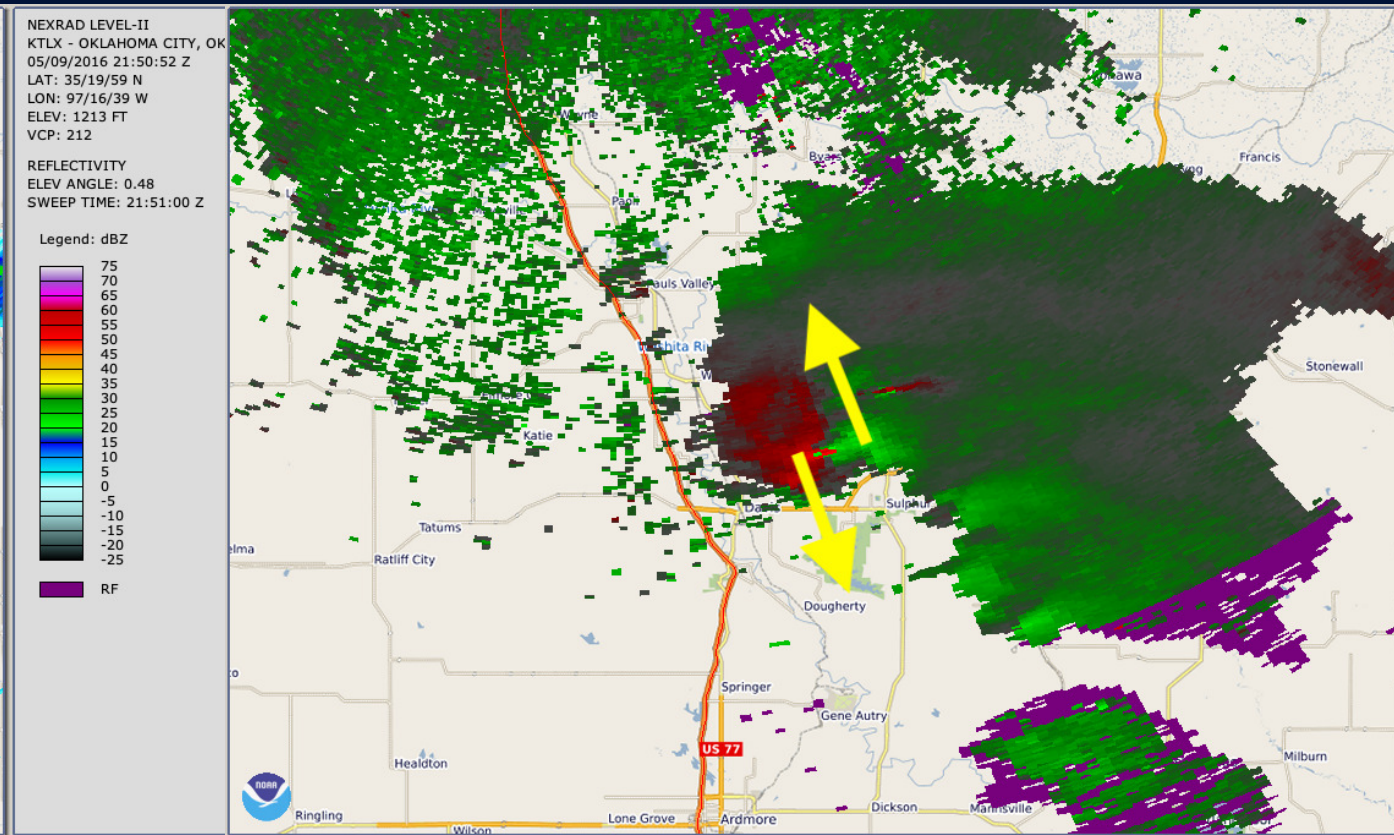 NEXRAD LEVEL-II
KTLX - OKLAHOMA CITY, OK
05/09/2016 21:50:52 Z
LAT: 35/19/59 N
LON: 97/16/39 W
ELEV: 1213 FT
VCP: 212
REFLECTIVITY
ELEV ANGLE: 0.48
SWEEP TIME: 21:51:00 Z
Legend: dBZ
75
70
65
60
55
50
45
40
35
30
25
20
15
10
5
0
-5
-10
-15
-20
-25
RF
Wayne
Byars
Francis
Paoli
auls Valley
Stonewall
Katie
Sulphur
Davis
Tatums
Ratliff City
Dougherty
Springer
Gene Autry
US 77
Healdton
Milburn
NOAA
Ringling
Lone Grove
Ardmore
Dickson
Mannsville
Wilson